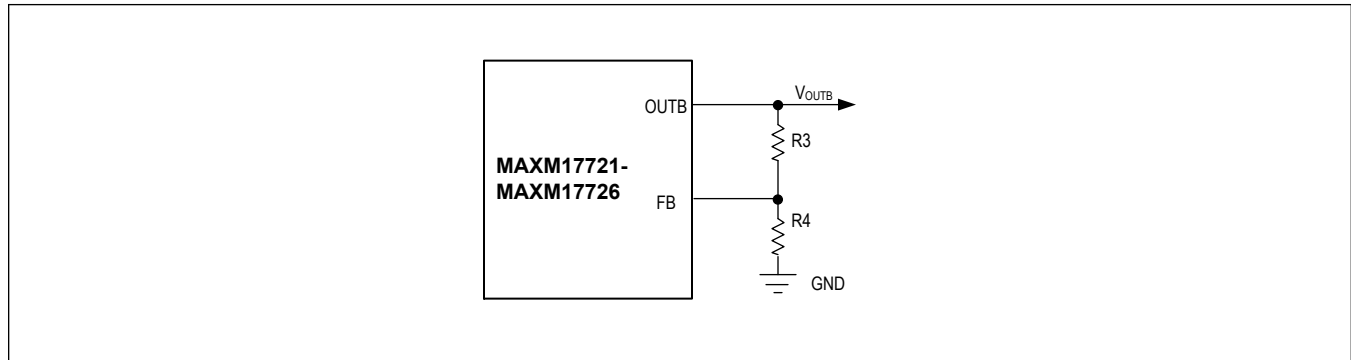 OUTB
VOUTB
R3
MAXM17721-
MAXM17726
FB
R4
GND